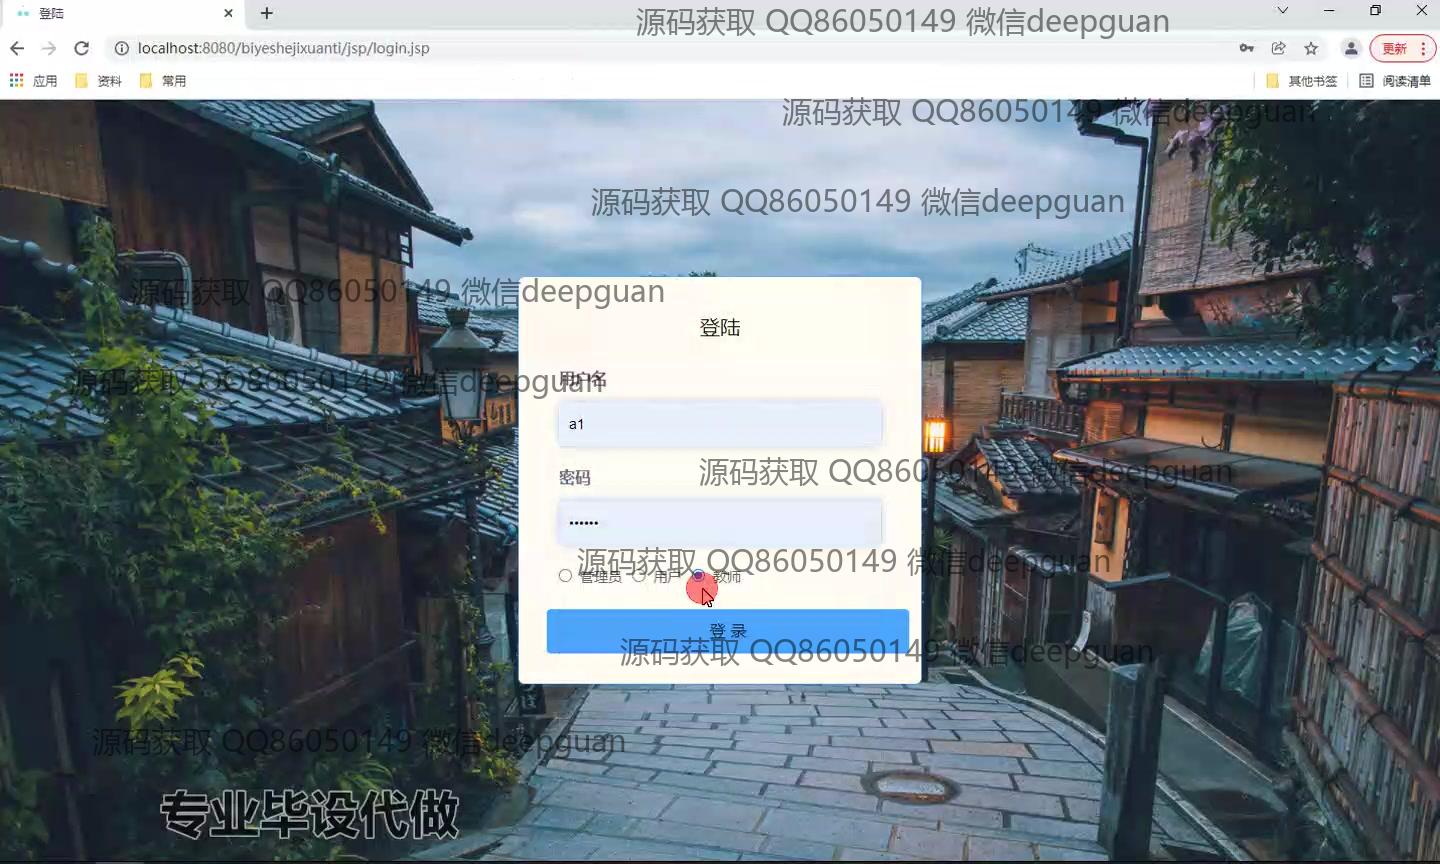 登陆
源码获取 QQ86050149 微信deepguan
localhost:8080/biyeshejixuanti/jsp/login.jsp
更新
应用
资料
常用
其他书签
阅读清单
源码获取 QQ86050149 微信deepguan
源码获取 QQ86050149 微信deepguan
源码获取 QQ86050149 微信deepguan
登陆
源码获取 QQ86050149 微信deepguan
用户名
a1
源码获取 QQ86050149 微信deepguan
密码
••••••
源码获取 QQ86050149 微信deepguan
管理员 用户 教师
登 录
源码获取 QQ86050149 微信deepguan
源码获取 QQ86050149 微信deepguan
专业毕设代做